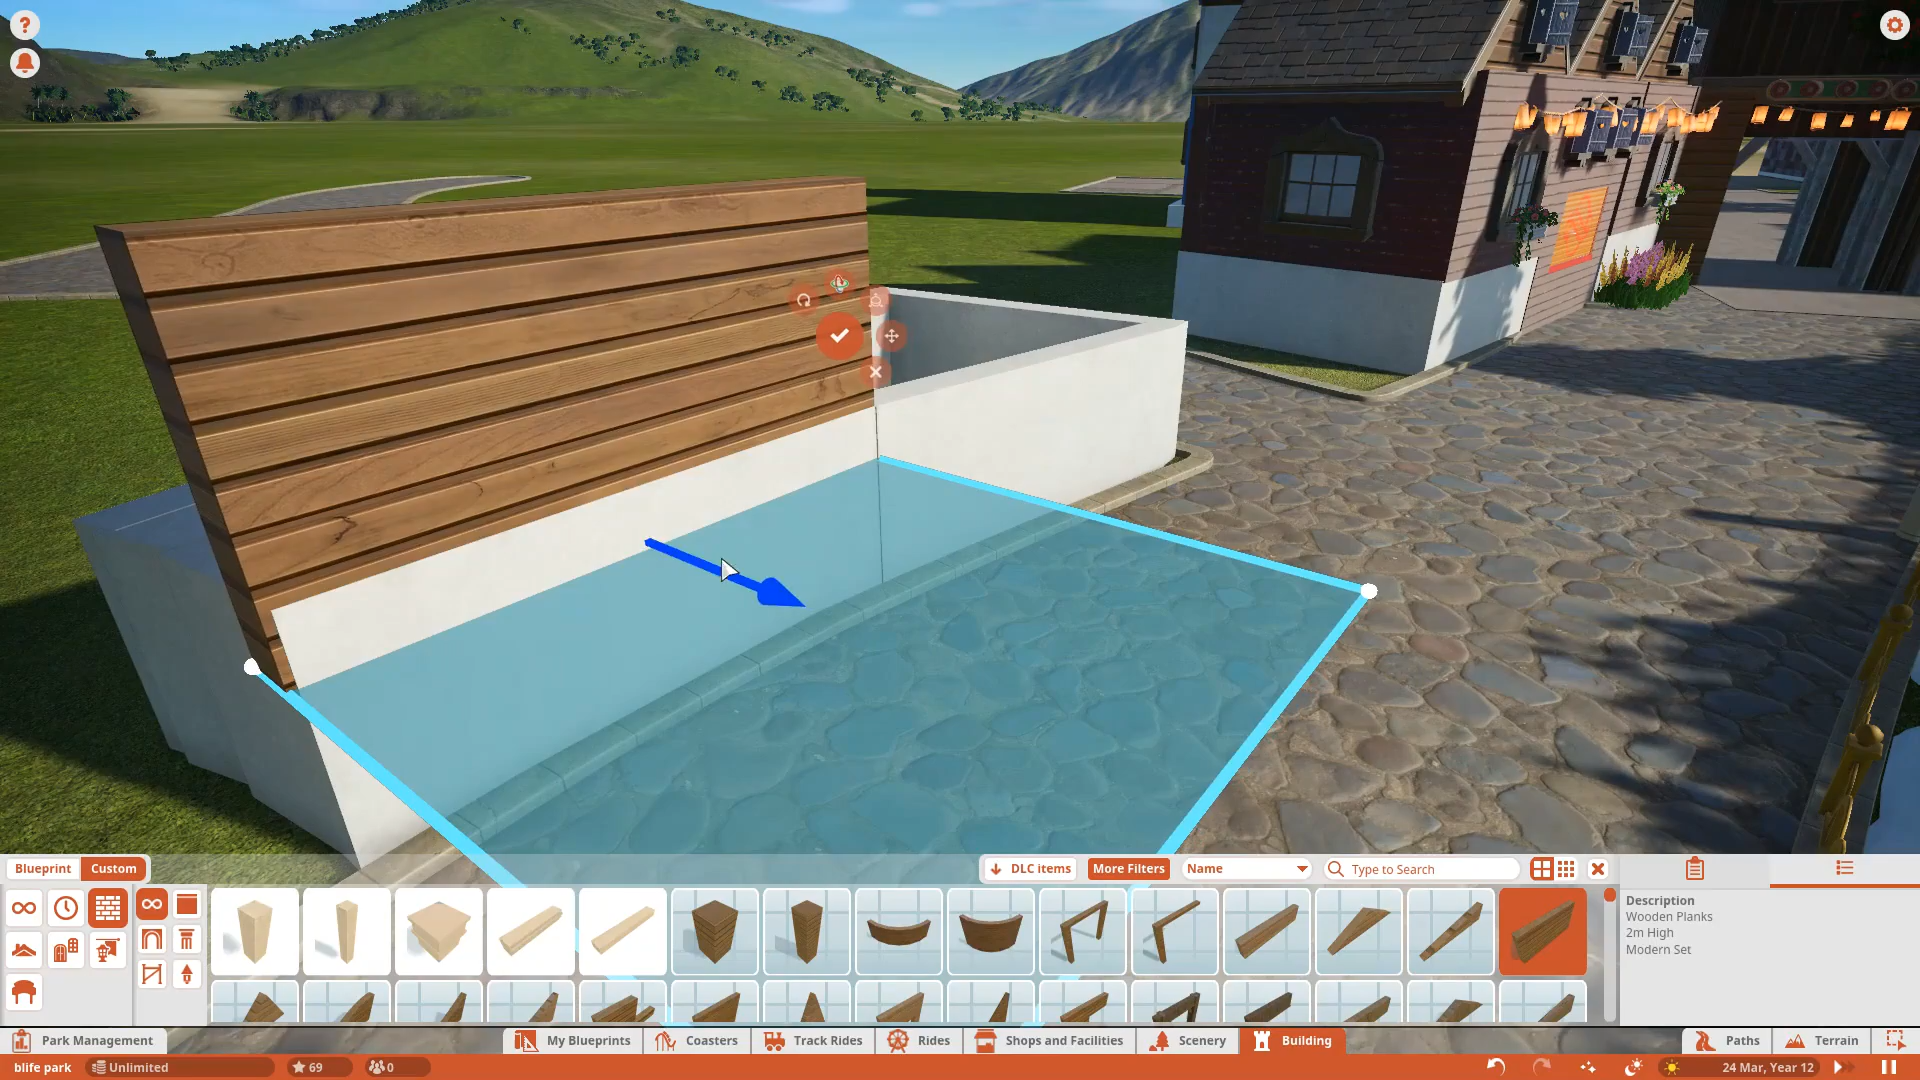 ?
Blueprint
Custom
DLC items
More Filters
Name
Type to Search
Description
Wooden Planks
2m High
Modern Set
Park Management
My Blueprints
Coasters
Track Rides
Rides
Shops and Facilities
Scenery
Building
Paths
Terrain
blife park
Unlimited
69
0
24 Mar, Year 12